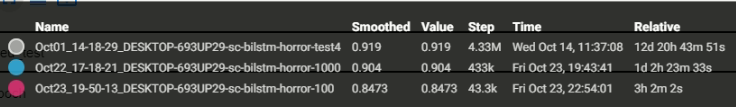 Name Smoothed Value Step Time Relative
Oct01_14-18-29_DESKTOP-693UP29-sc-bilstm-horror-test4 0.919 0.919 4.33M Wed Oct 14, 11:37:08 12d 20h 43m 51s
Oct22_17-18-21_DESKTOP-693UP29-sc-bilstm-horror-1000 0.904 0.904 433k Fri Oct 23, 19:43:41 1d 2h 23m 33s
Oct23_19-50-13_DESKTOP-693UP29-sc-bilstm-horror-100 0.8473 0.8473 43.3k Fri Oct 23, 22:54:01 3h 2m 2s